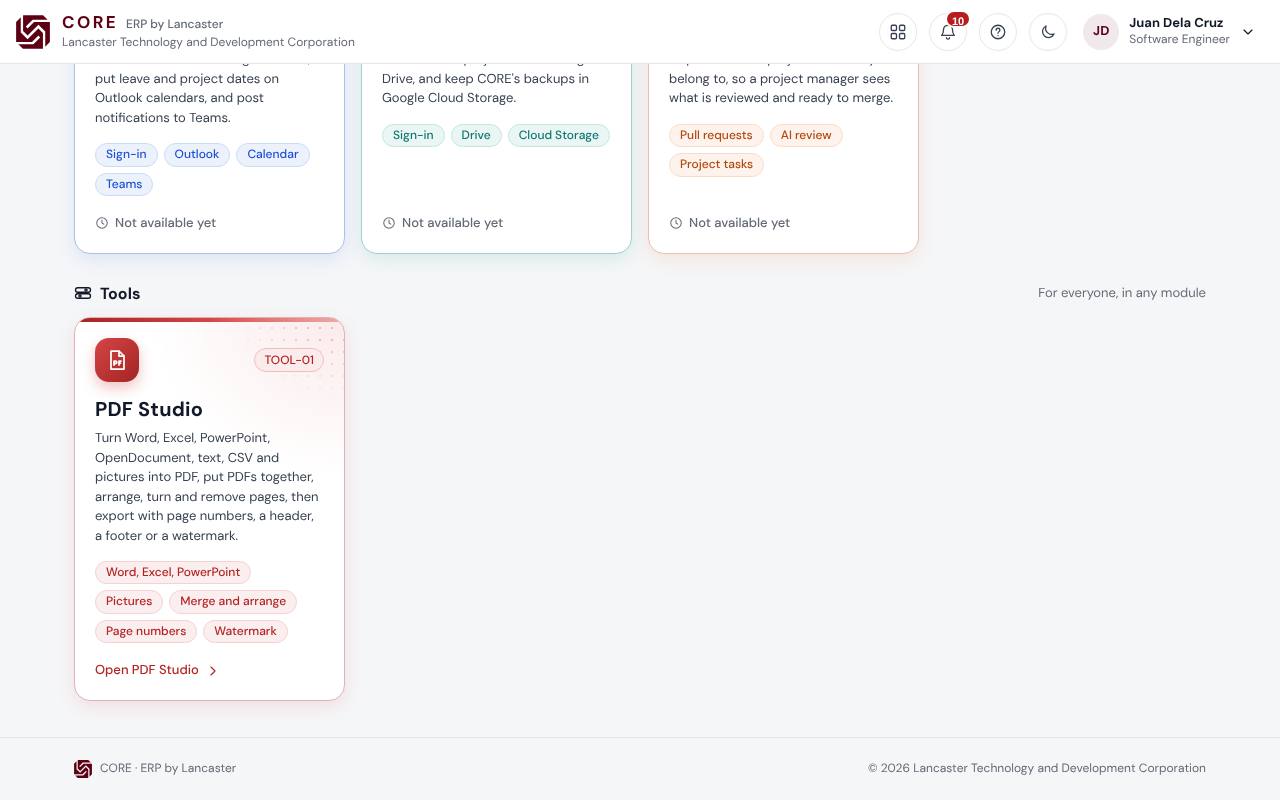 CORE ERP by Lancaster
Lancaster Technology and Development Corporation
10
JD
Juan Dela Cruz
Software Engineer
put leave and project dates on
Outlook calendars, and post
notifications to Teams.
Sign-in
Outlook
Calendar
Teams
Not available yet
Drive, and keep CORE's backups in
Google Cloud Storage.
Sign-in
Drive
Cloud Storage
Not available yet
belong to, so a project manager sees
what is reviewed and ready to merge.
Pull requests
AI review
Project tasks
Not available yet
Tools
For everyone, in any module
PDF
TOOL-01
PDF Studio
Turn Word, Excel, PowerPoint,
OpenDocument, text, CSV and
pictures into PDF, put PDFs together,
arrange, turn and remove pages, then
export with page numbers, a header,
a footer or a watermark.
Word, Excel, PowerPoint
Pictures
Merge and arrange
Page numbers
Watermark
Open PDF Studio
CORE · ERP by Lancaster
© 2026 Lancaster Technology and Development Corporation